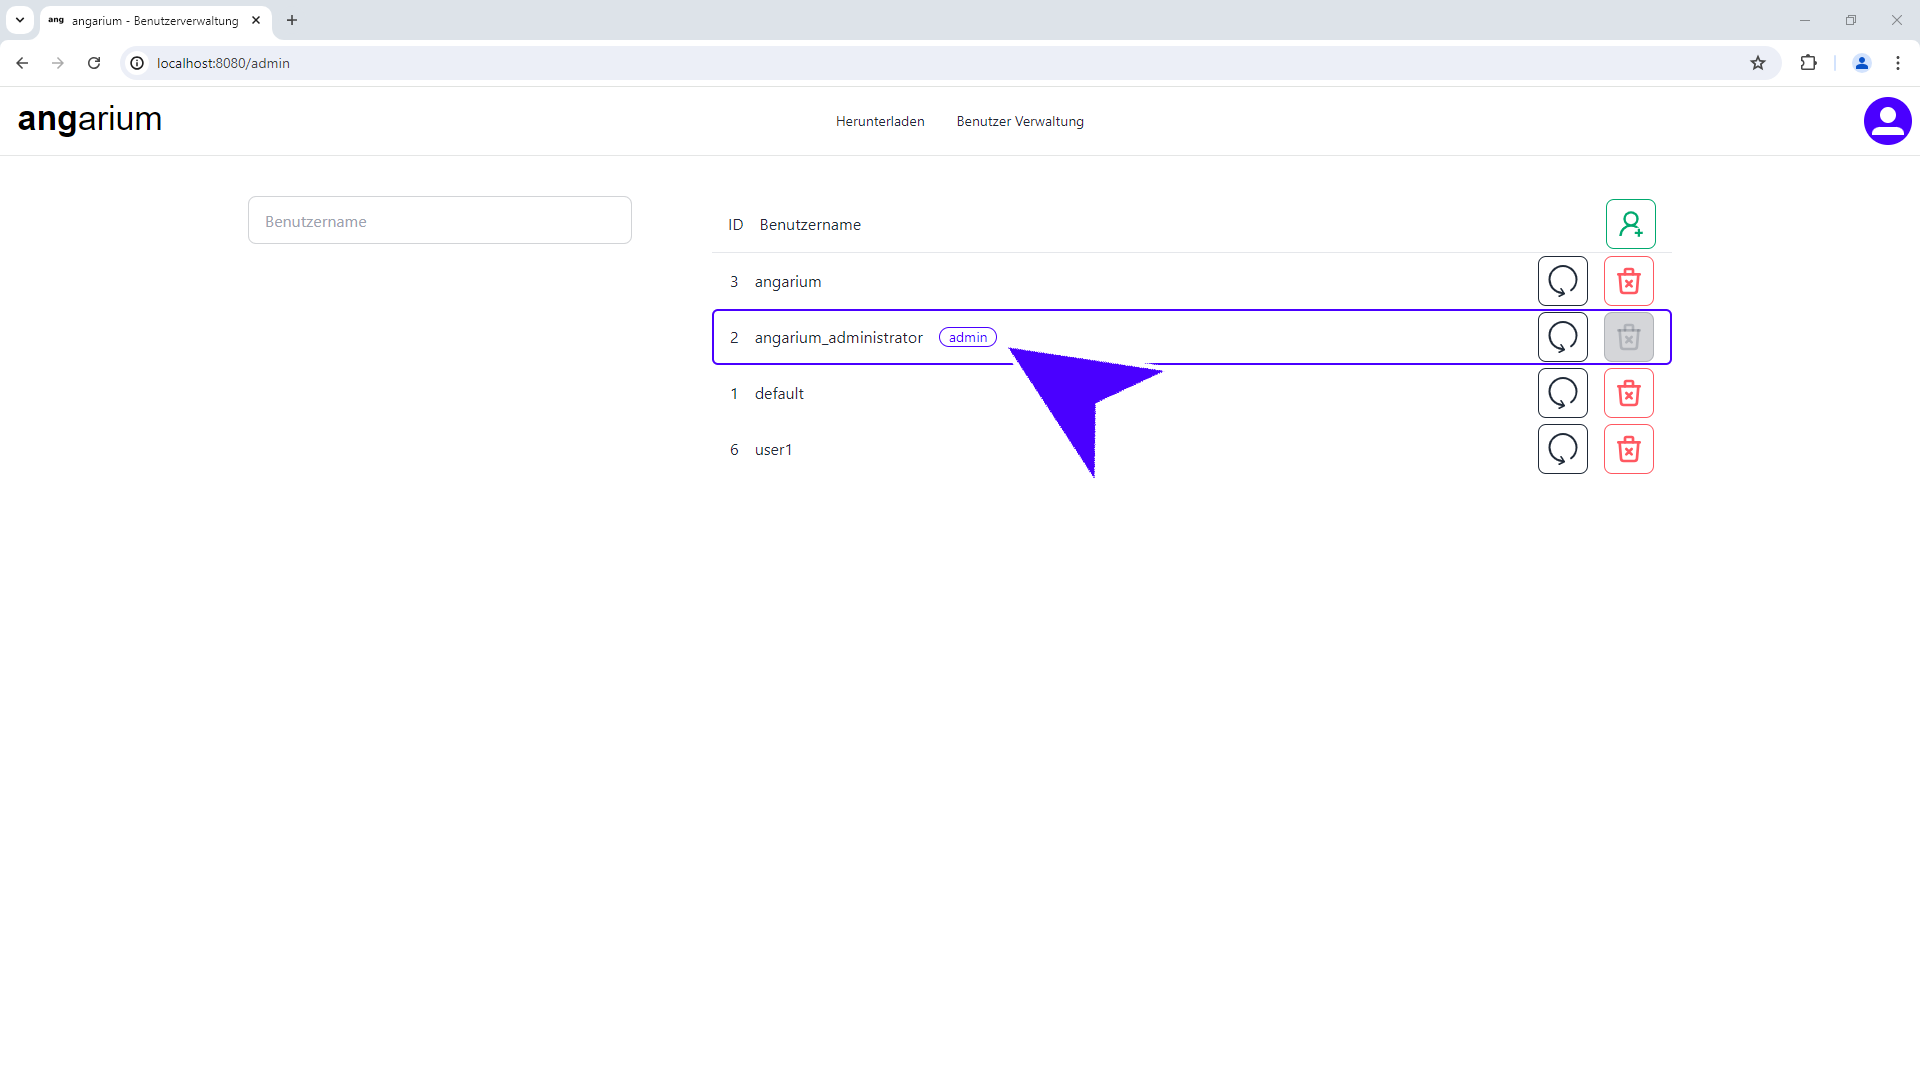 ang angarium - Benutzerverwaltung
localhost:8080/admin
angarium
Herunterladen Benutzer Verwaltung
Benutzername
ID Benutzername
3 angarium
2 angarium_administrator admin
1 default
6 user1